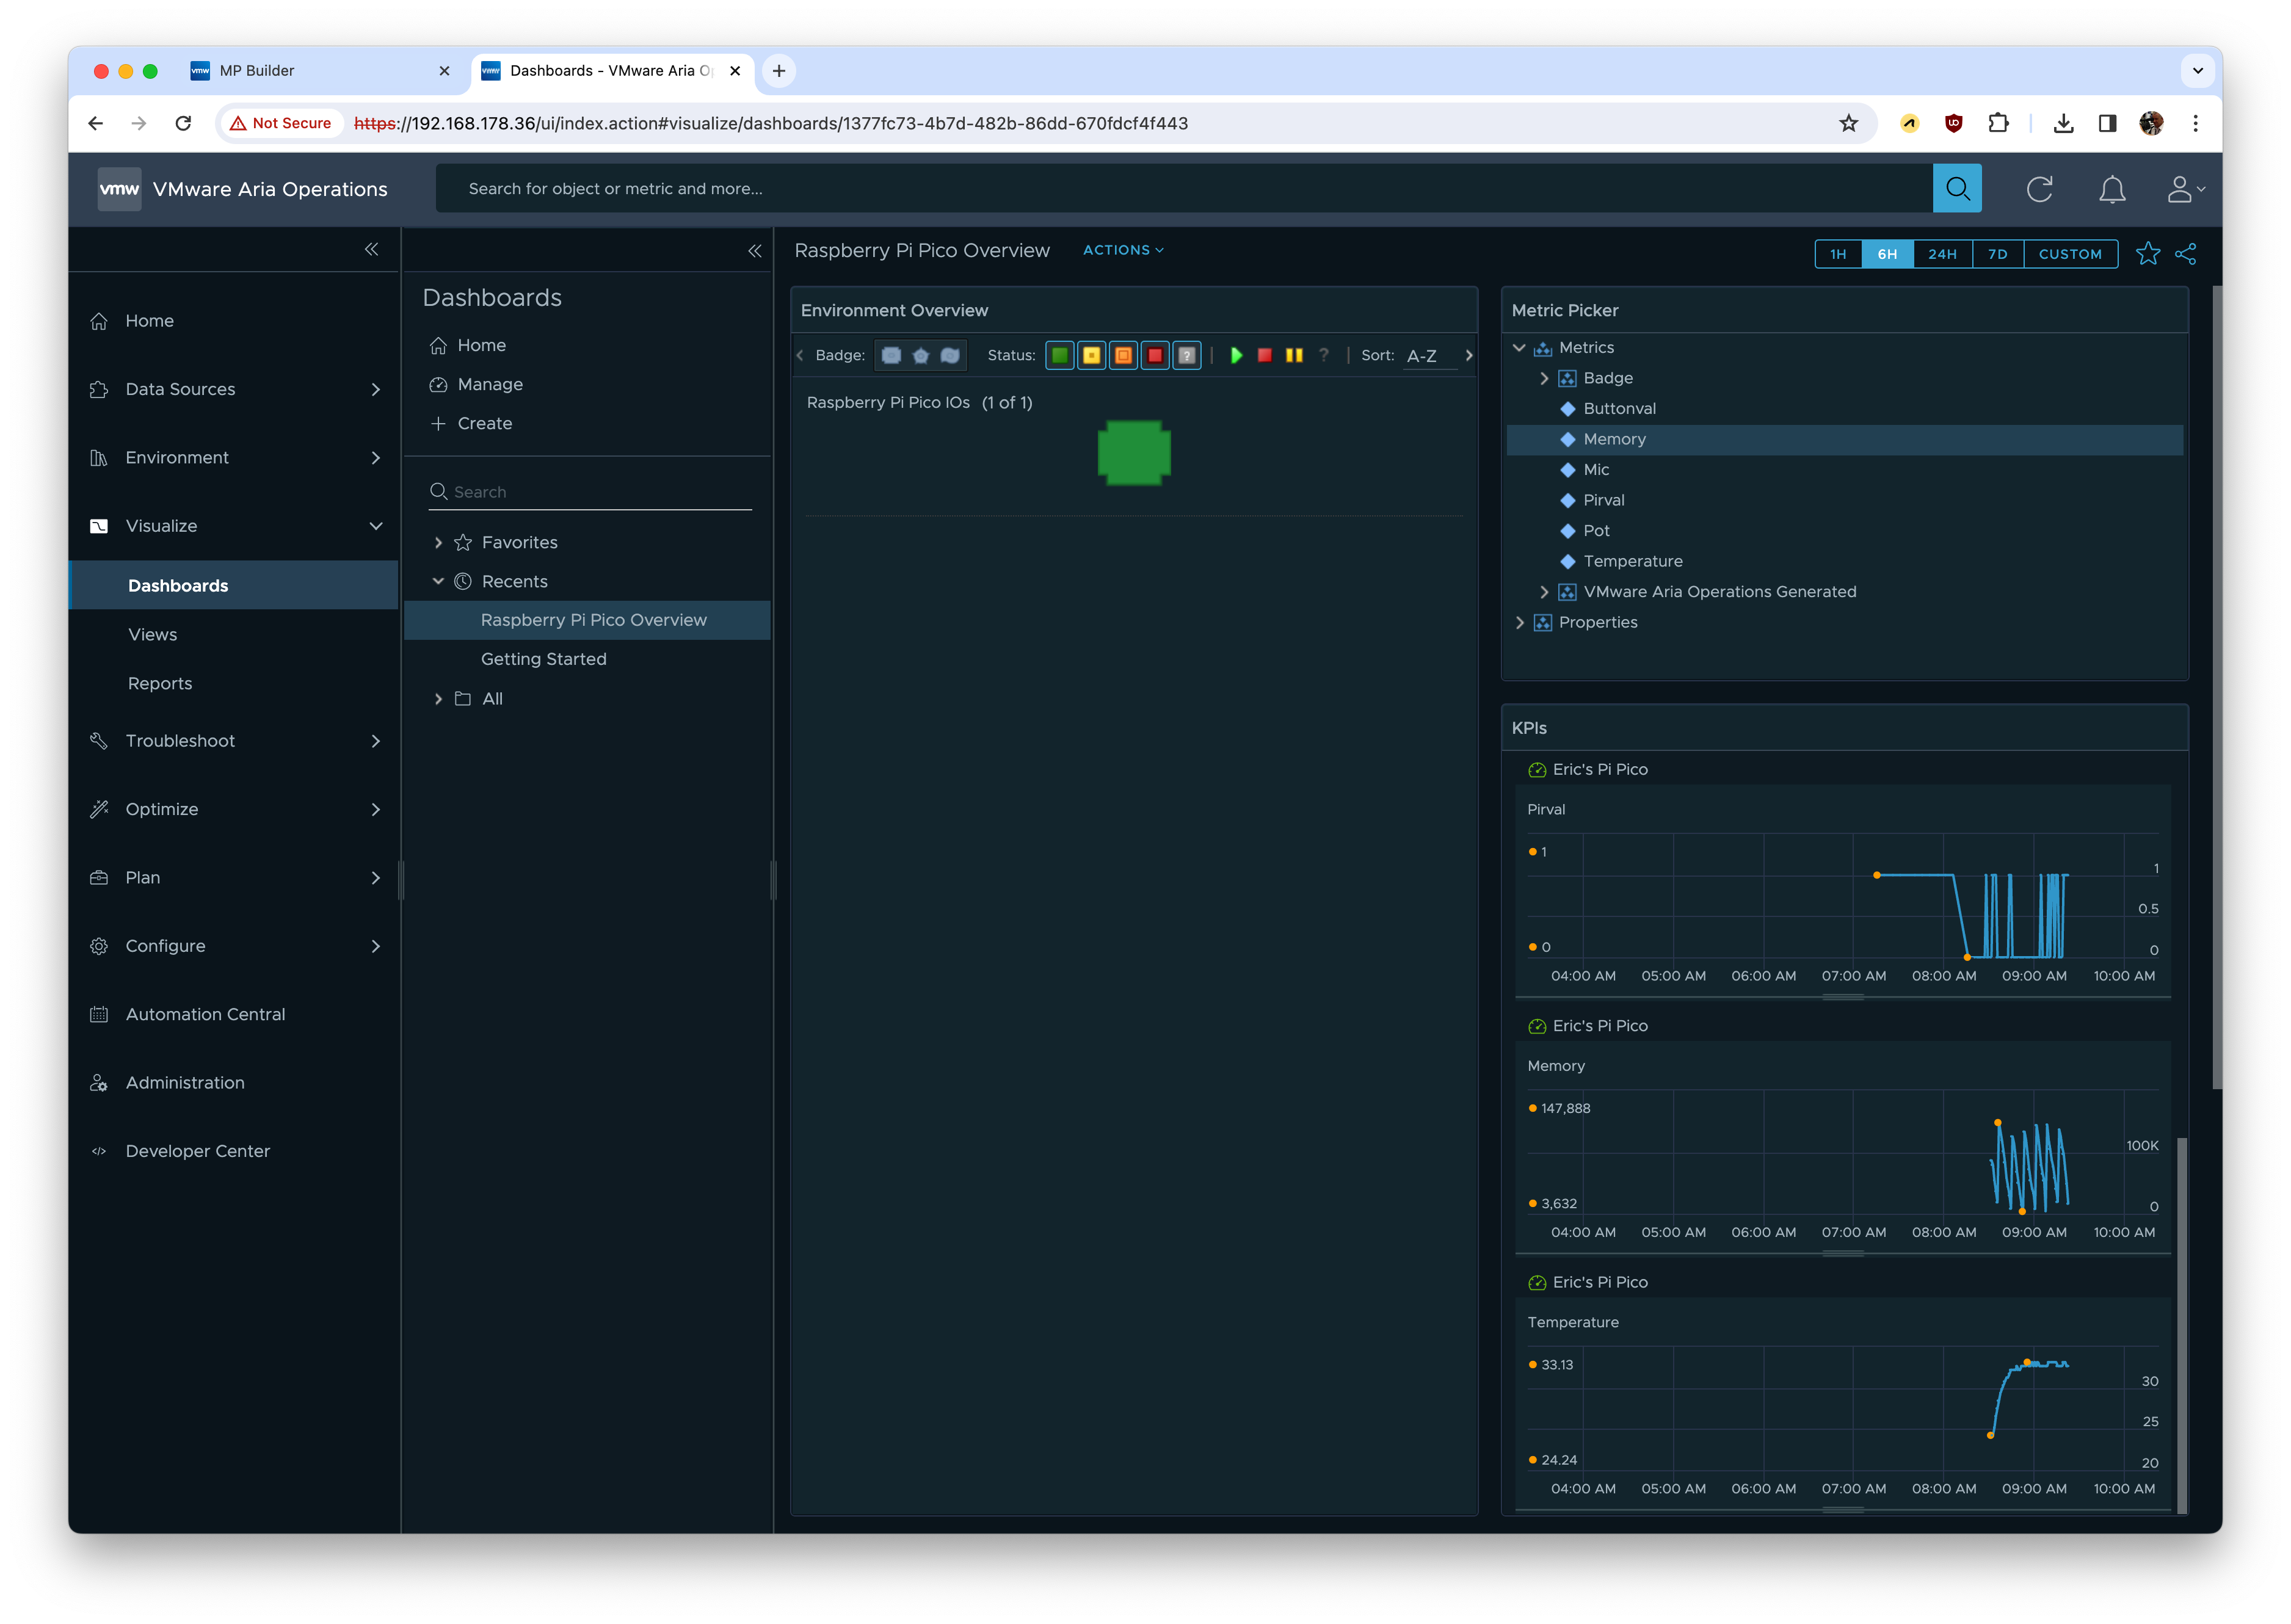 MP Builder
Dashboards - VMware Aria O
Not Secure
https://192.168.178.36/ui/index.action#visualize/dashboards/1377fc73-4b7d-482b-86dd-670fdcf4f443
vmw
VMware Aria Operations
Search for object or metric and more...
Home
Data Sources
Environment
Visualize
Dashboards
Views
Reports
Troubleshoot
Optimize
Plan
Configure
Automation Central
Administration
Developer Center
Dashboards
Home
Manage
Create
Search
Favorites
Recents
Raspberry Pi Pico Overview
Getting Started
All
Raspberry Pi Pico Overview
ACTIONS
1H 6H 24H 7D CUSTOM
Environment Overview
Badge: Status: ? ? Sort: A-Z
Raspberry Pi Pico IOs (1 of 1)
Metric Picker
Metrics
Badge
Buttonval
Memory
Mic
Pirval
Pot
Temperature
VMware Aria Operations Generated
Properties
KPIs
Eric's Pi Pico
Pirval
1
1
0.5
0
0
04:00 AM 05:00 AM 06:00 AM 07:00 AM 08:00 AM 09:00 AM 10:00 AM
Eric's Pi Pico
Memory
147,888
100K
3,632
0
04:00 AM 05:00 AM 06:00 AM 07:00 AM 08:00 AM 09:00 AM 10:00 AM
Eric's Pi Pico
Temperature
33.13
30
25
24.24
20
04:00 AM 05:00 AM 06:00 AM 07:00 AM 08:00 AM 09:00 AM 10:00 AM